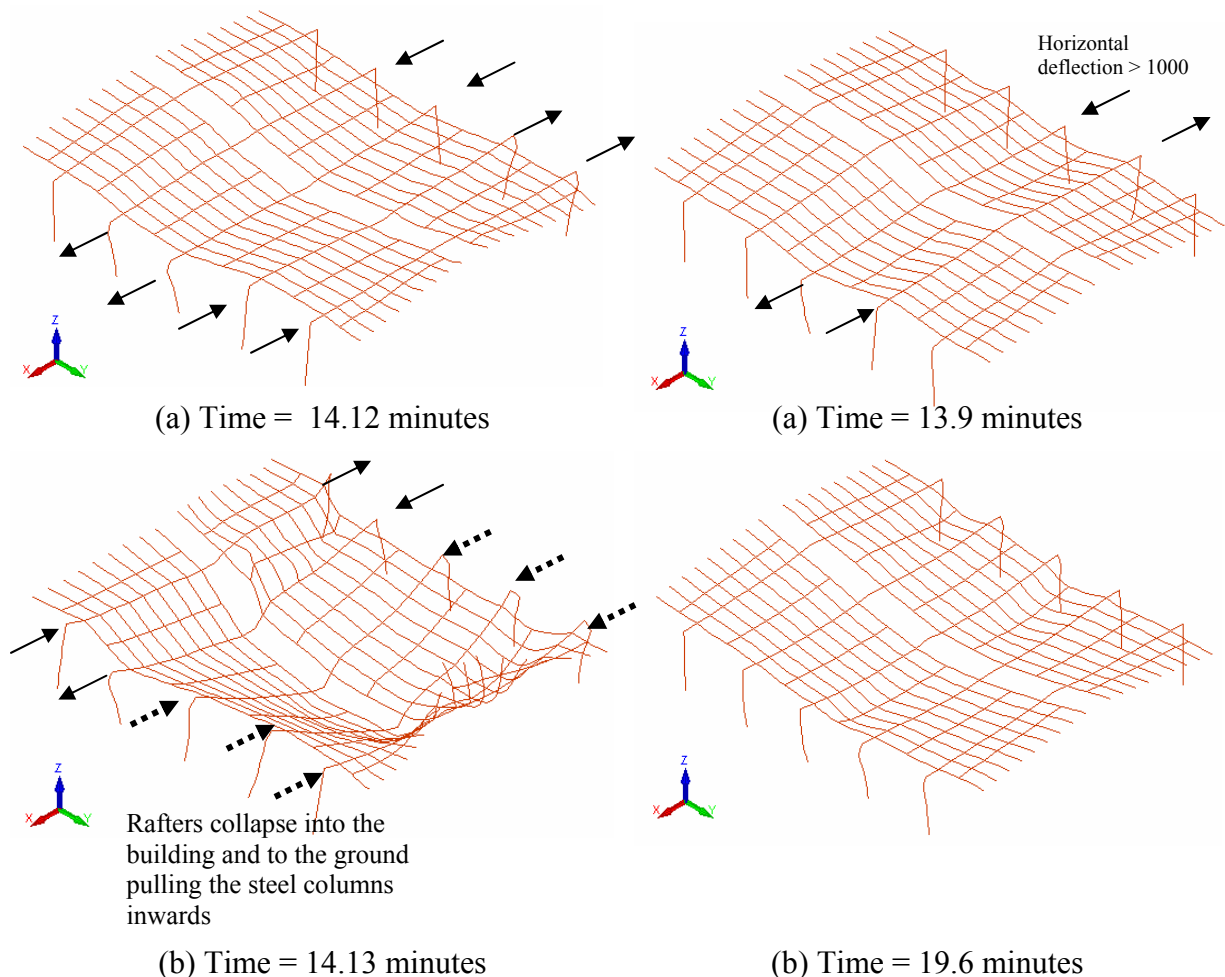 Horizontal
deflection > 1000
Z
X
Y
Z
X
Y
(a) Time = 14.12 minutes
(a) Time = 13.9 minutes
Z
X
Y
Z
X
Y
Rafters collapse into the
building and to the ground
pulling the steel columns
inwards
(b) Time = 14.13 minutes
(b) Time = 19.6 minutes